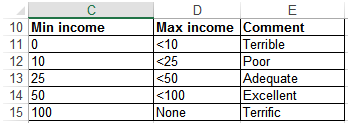 C D E
10 Min income Max income Comment
11 0 <10 Terrible
12 10 <25 Poor
13 25 <50 Adequate
14 50 <100 Excellent
15 100 None Terrific